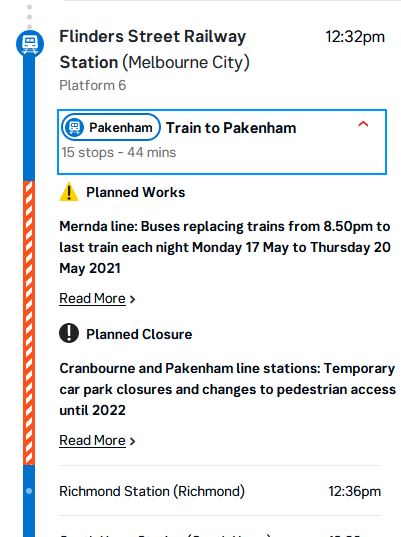 Flinders Street Railway 12:32pm
Station (Melbourne City)
Platform 6
Pakenham Train to Pakenham
15 stops - 44 mins
Planned Works
Mernda line: Buses replacing trains from 8.50pm to
last train each night Monday 17 May to Thursday 20
May 2021
Read More
Planned Closure
Cranbourne and Pakenham line stations: Temporary
car park closures and changes to pedestrian access
until 2022
Read More
Richmond Station (Richmond) 12:36pm